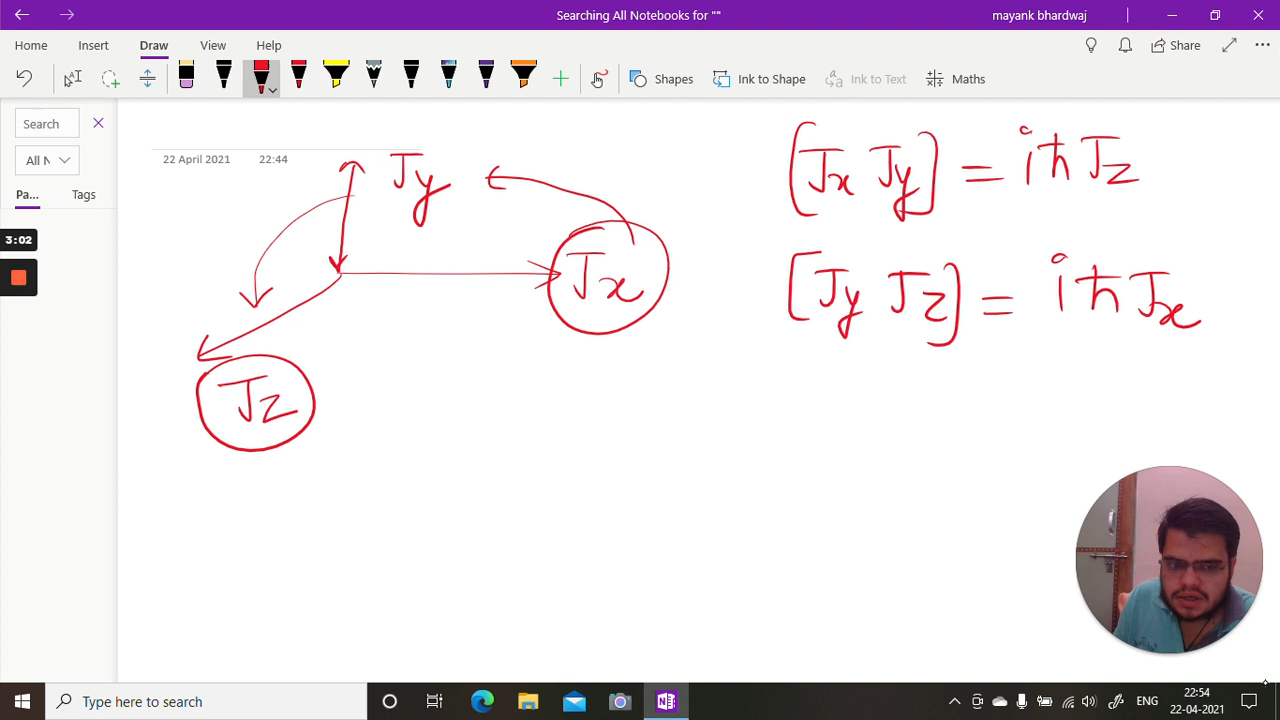 Searching All Notebooks for ""
mayank bhardwaj
Home Insert Draw View Help
Share
Shapes Ink to Shape Ink to Text Maths
Search
All N
Pa... Tags
3:02
22 April 2021 22:44
Jy
Jx
Jz
[Jx Jy] = iħ Jz
[Jy Jz] = iħ Jx
Type here to search
ENG
22:54
22-04-2021